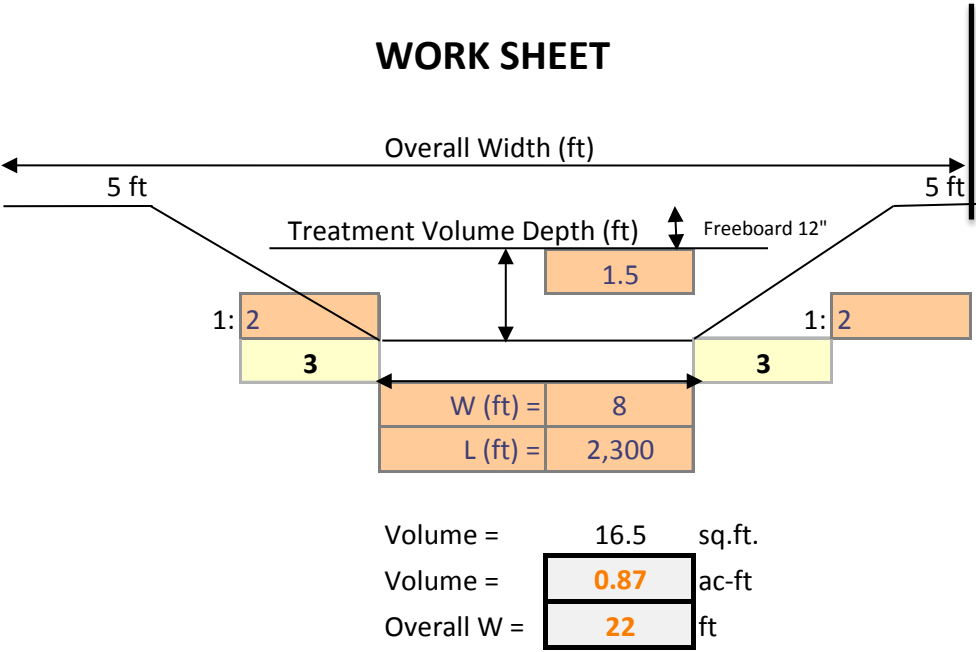 WORK SHEET
Overall Width (ft)
5 ft 5 ft
Treatment Volume Depth (ft) Freeboard 12"
1.5
1: 2 1: 2
3 3
W (ft) = 8
L (ft) = 2,300
Volume = 16.5 sq.ft.
Volume = 0.87 ac-ft
Overall W = 22 ft